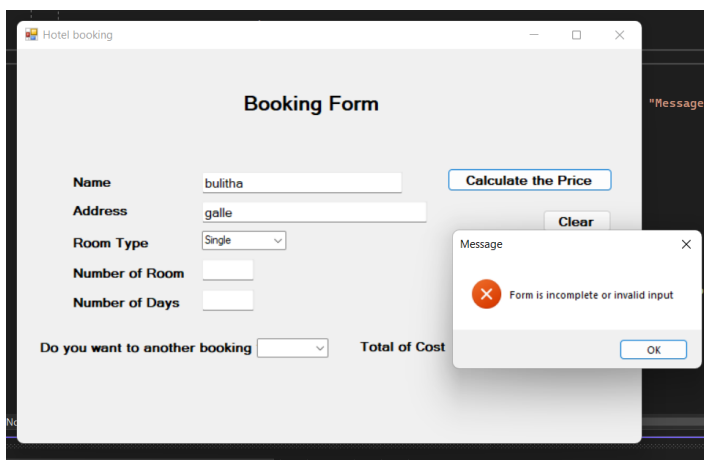 Hotel booking
"Message
Booking Form
Name bulitha
Calculate the Price
Address galle
Clear
Room Type Single
Message
Number of Room
Form is incomplete or invalid input
Number of Days
Do you want to another booking
Total of Cost
OK
No